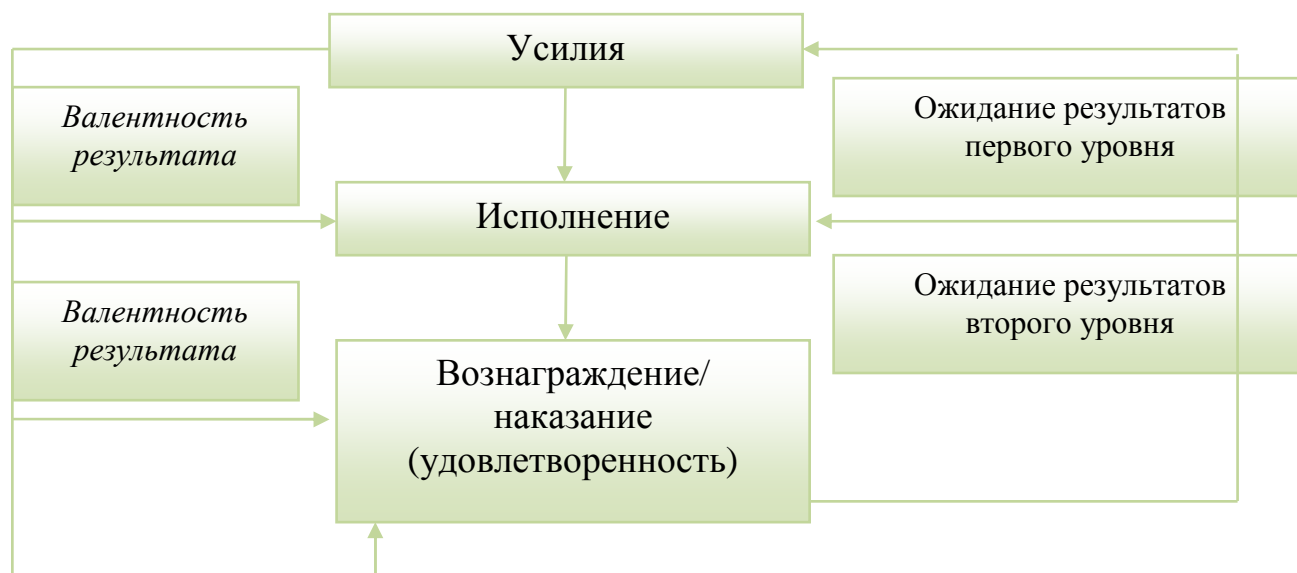 Усилия
Валентность
результата
Ожидание результатов
первого уровня
Исполнение
Валентность
результата
Ожидание результатов
второго уровня
Вознаграждение/
наказание
(удовлетворенность)